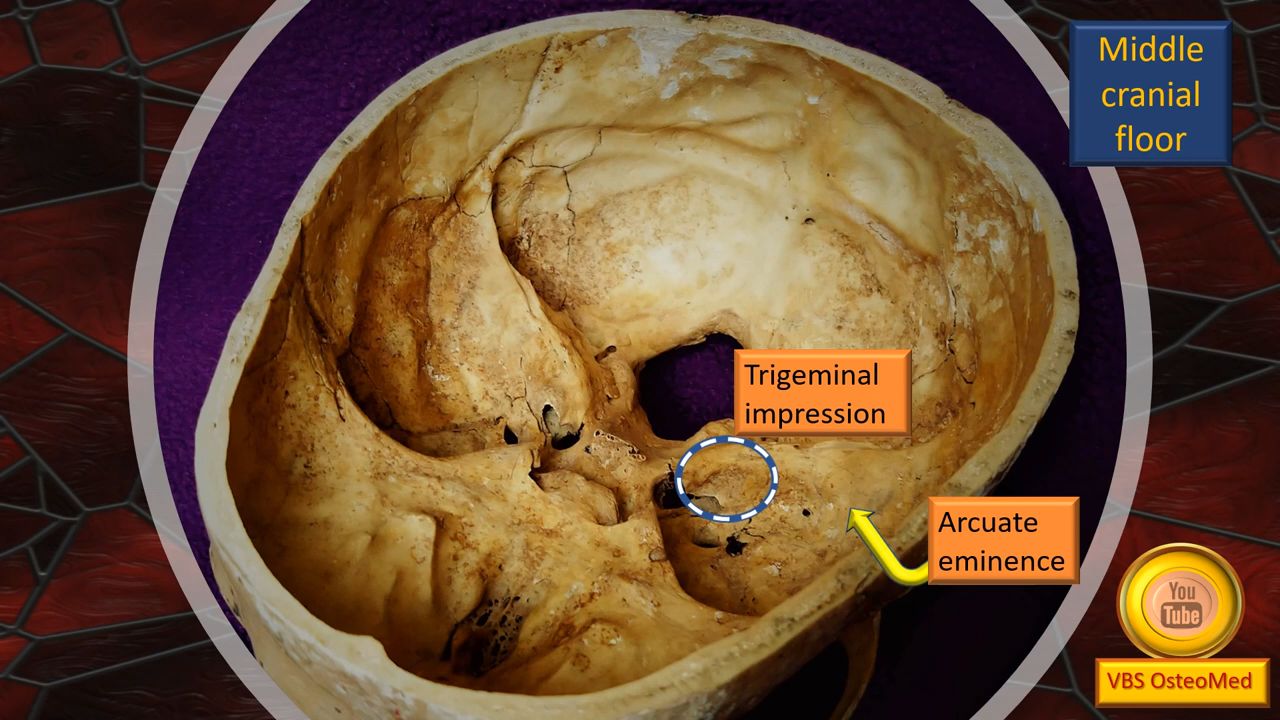 Middle
cranial
floor
Trigeminal
impression
Arcuate
eminence
You
Tube
VBS OsteoMed